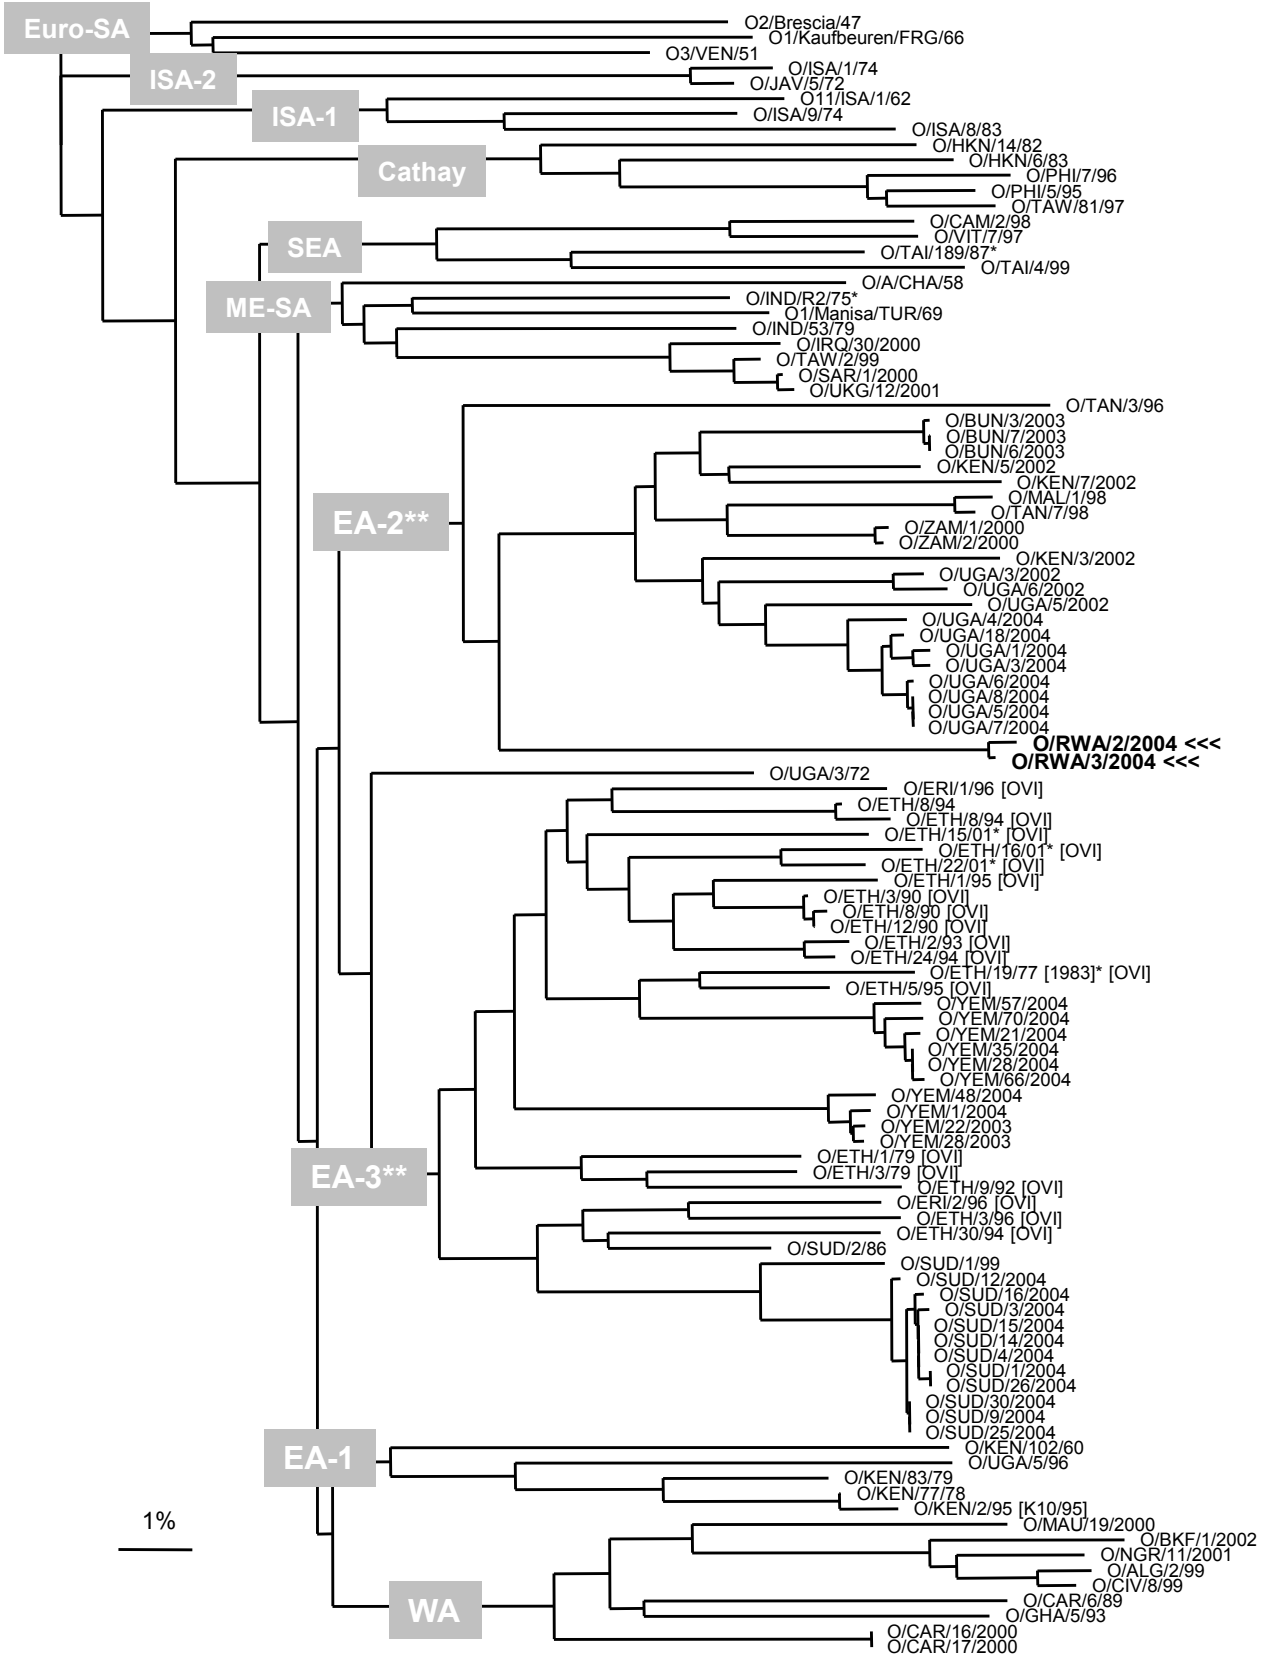 Euro-SA
O2/Brescia/47
O1/Kaufbeuren/FRG/66
O3/VEN/51
ISA-2
O/ISA/1/74
O/JAV/5/72
ISA-1
O11/ISA/1/62
O/ISA/9/74
O/ISA/8/83
Cathay
O/HKN/14/82
O/HKN/6/83
O/PHI/7/96
O/PHI/5/95
O/TAW/81/97
SEA
O/CAM/2/98
O/VIT/7/97
O/TAI/189/87*
O/TAI/4/99
ME-SA
O/A/CHA/58
O/IND/R2/75*
O1/Manisa/TUR/69
O/IND/53/79
O/IRQ/30/2000
O/TAW/2/99
O/SAR/1/2000
O/UKG/12/2001
EA-2**
O/TAN/3/96
O/BUN/3/2003
O/BUN/7/2003
O/BUN/6/2003
O/KEN/5/2002
O/KEN/7/2002
O/MAL/1/98
O/TAN/7/98
O/ZAM/1/2000
O/ZAM/2/2000
O/KEN/3/2002
O/UGA/3/2002
O/UGA/6/2002
O/UGA/5/2002
O/UGA/4/2004
O/UGA/18/2004
O/UGA/1/2004
O/UGA/3/2004
O/UGA/6/2004
O/UGA/8/2004
O/UGA/5/2004
O/UGA/7/2004
O/RWA/2/2004 <<<
O/RWA/3/2004 <<<
O/UGA/3/72
EA-3**
O/ERI/1/96 [OVI]
O/ETH/8/94
O/ETH/8/94 [OVI]
O/ETH/15/01* [OVI]
O/ETH/16/01* [OVI]
O/ETH/22/01* [OVI]
O/ETH/1/95 [OVI]
O/ETH/3/90 [OVI]
O/ETH/8/90 [OVI]
O/ETH/12/90 [OVI]
O/ETH/2/93 [OVI]
O/ETH/24/94 [OVI]
O/ETH/19/77 [1983]* [OVI]
O/ETH/5/95 [OVI]
O/YEM/57/2004
O/YEM/70/2004
O/YEM/21/2004
O/YEM/35/2004
O/YEM/28/2004
O/YEM/66/2004
O/YEM/48/2004
O/YEM/1/2004
O/YEM/22/2003
O/YEM/28/2003
O/ETH/1/79 [OVI]
O/ETH/3/79 [OVI]
O/ETH/9/92 [OVI]
O/ERI/2/96 [OVI]
O/ETH/3/96 [OVI]
O/ETH/30/94 [OVI]
O/SUD/2/86
O/SUD/1/99
O/SUD/12/2004
O/SUD/16/2004
O/SUD/3/2004
O/SUD/15/2004
O/SUD/14/2004
O/SUD/4/2004
O/SUD/1/2004
O/SUD/26/2004
O/SUD/30/2004
O/SUD/9/2004
O/SUD/25/2004
EA-1
O/KEN/102/60
O/UGA/5/96
O/KEN/83/79
O/KEN/77/78
O/KEN/2/95 [K10/95]
1%
WA
O/MAU/19/2000
O/BKF/1/2002
O/NGR/11/2001
O/ALG/2/99
O/CIV/8/99
O/CAR/6/89
O/GHA/5/93
O/CAR/16/2000
O/CAR/17/2000